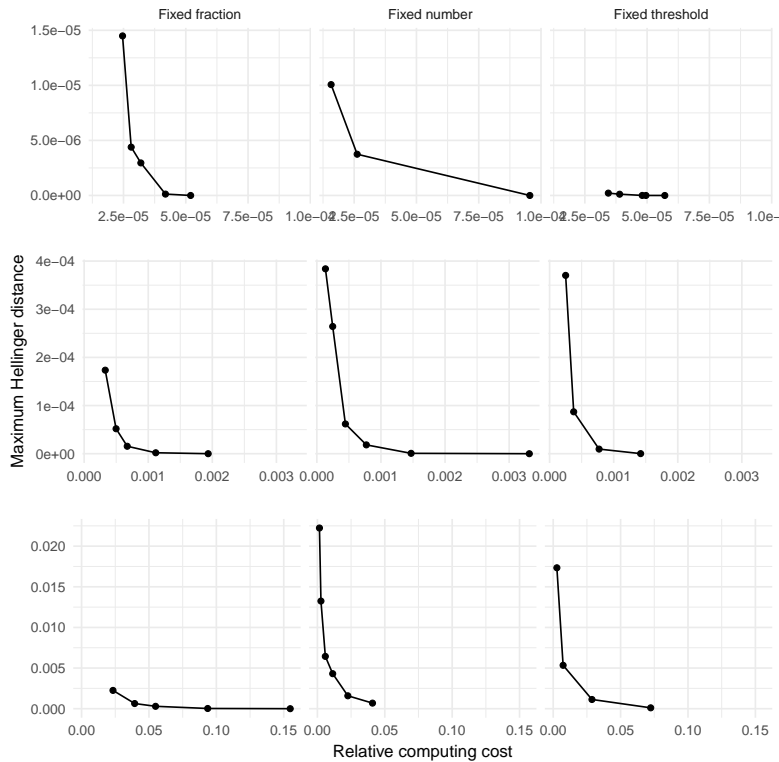 Fixed fraction Fixed number Fixed threshold
1.5e−05
1.0e−05
5.0e−06
0.0e+00
2.5e−05 5.0e−05 7.5e−05 1.0e−04 2.5e−05 5.0e−05 7.5e−05 1.0e−04 2.5e−05 5.0e−05 7.5e−05 1.0e−
Maximum Hellinger distance
4e−04
3e−04
2e−04
1e−04
0e+00
0.000 0.001 0.002 0.003 0.000 0.001 0.002 0.003 0.000 0.001 0.002 0.003
0.020
0.015
0.010
0.005
0.000
0.00 0.05 0.10 0.15 0.00 0.05 0.10 0.15 0.00 0.05 0.10 0.15
Relative computing cost